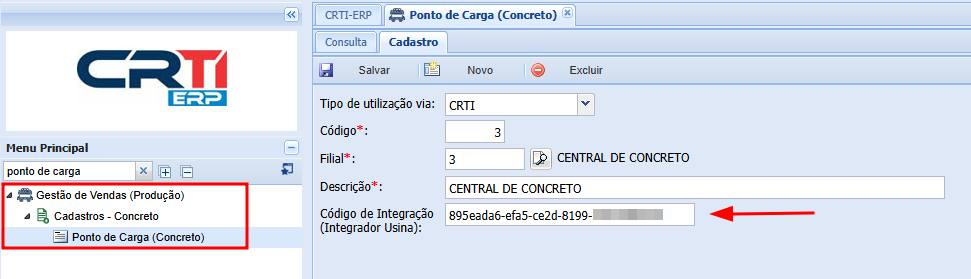 CRTI
ERP
Menu Principal
ponto de carga
Gestão de Vendas (Produção)
Cadastros - Concreto
Ponto de Carga (Concreto)
CRTI-ERP
Ponto de Carga (Concreto)
Consulta
Cadastro
Salvar
Novo
Excluir
Tipo de utilização via: CRTI
Código*: 3
Filial*: 3 CENTRAL DE CONCRETO
Descrição*: CENTRAL DE CONCRETO
Código de Integração
(Integrador Usina): 895eada6-efa5-ce2d-8199-